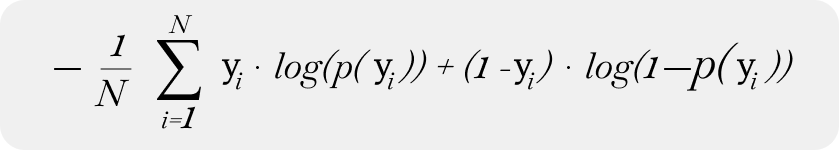 − 1/N ∑_{i=1}^{N} y_i · log(p(y_i)) + (1 -y_i) · log(1−p(y_i))